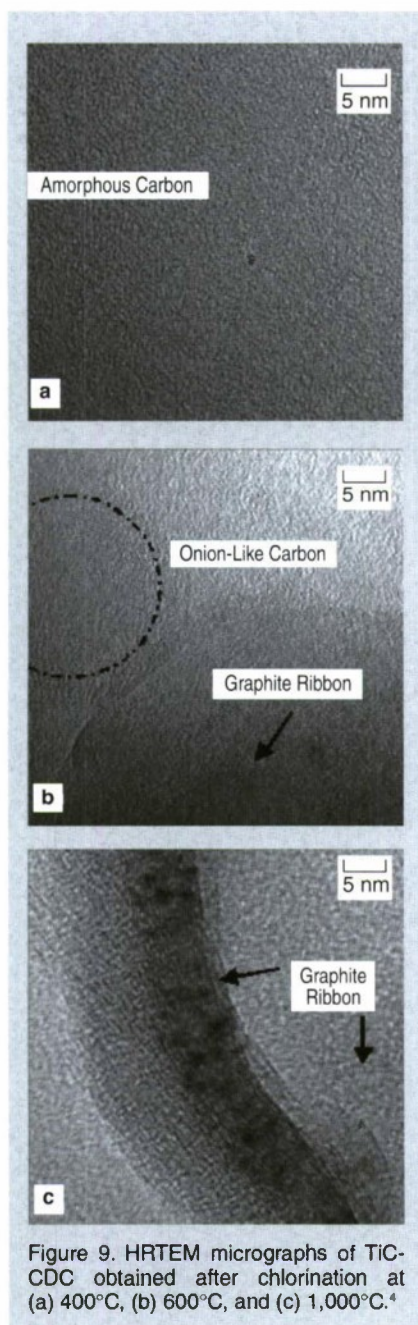 5 nm
Amorphous Carbon
a
5 nm
Onion-Like Carbon
Graphite Ribbon
b
5 nm
Graphite
Ribbon
c
Figure 9. HRTEM micrographs of TiC-
CDC obtained after chlorination at
(a) 400°C, (b) 600°C, and (c) 1,000°C.⁴